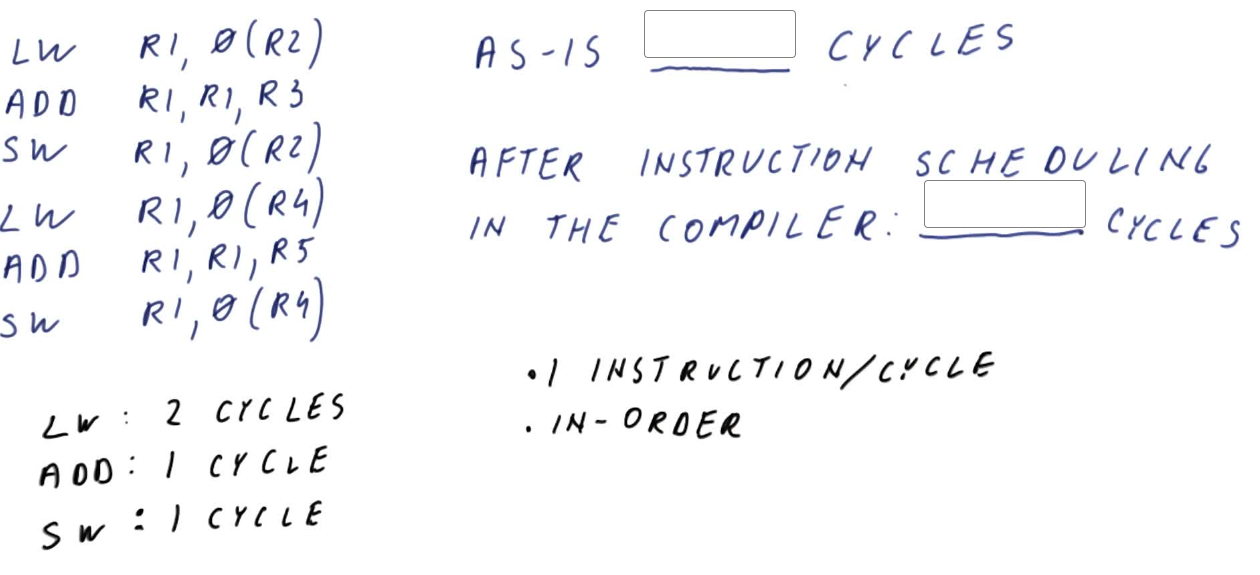 LW R1, Ø(R2)
ADD R1, R1, R3
SW R1, Ø(R2)
LW R1, Ø(R4)
ADD R1, R1, R5
SW R1, Ø(R4)
LW : 2 CYCLES
ADD : 1 CYCLE
SW : 1 CYCLE
AS-IS CYCLES
AFTER INSTRUCTION SCHEDULING
IN THE COMPILER: CYCLES
• 1 INSTRUCTION/CYCLE
• IN-ORDER